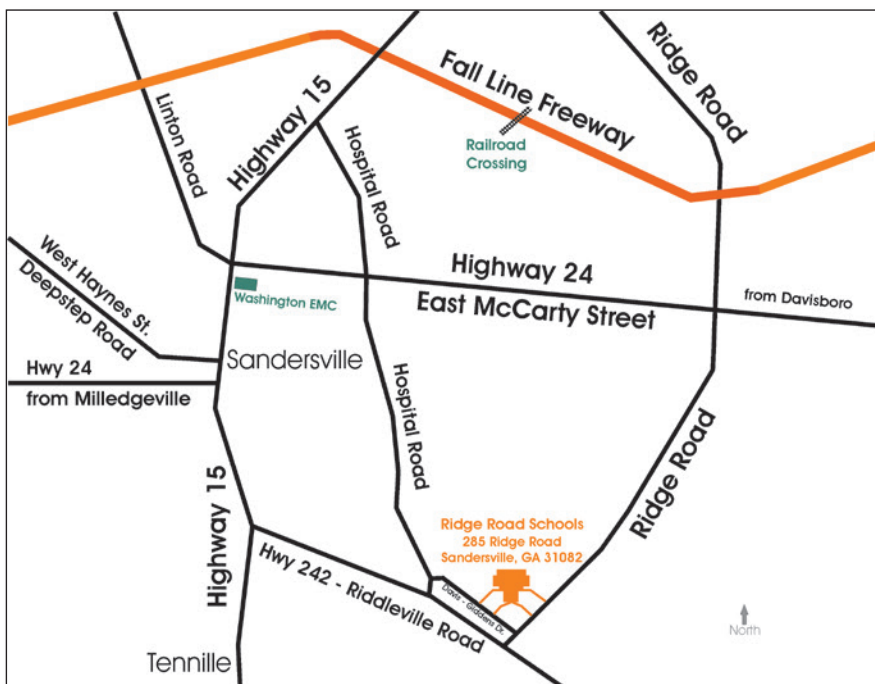 Ridge Road
Fall Line Freeway
Highway 15
Linton Road
Hospital Road
Railroad
Crossing
West Haynes St.
Deepstep Road
Highway 24
East McCarty Street
from Davisboro
Washington EMC
Sandersville
Hwy 24
from Milledgeville
Hospital Road
Ridge Road
Highway 15
Ridge Road Schools
285 Ridge Road
Sandersville, GA 31082
Hwy 242 - Riddleville Road
Davis - Giddens Dr.
North
Tennille